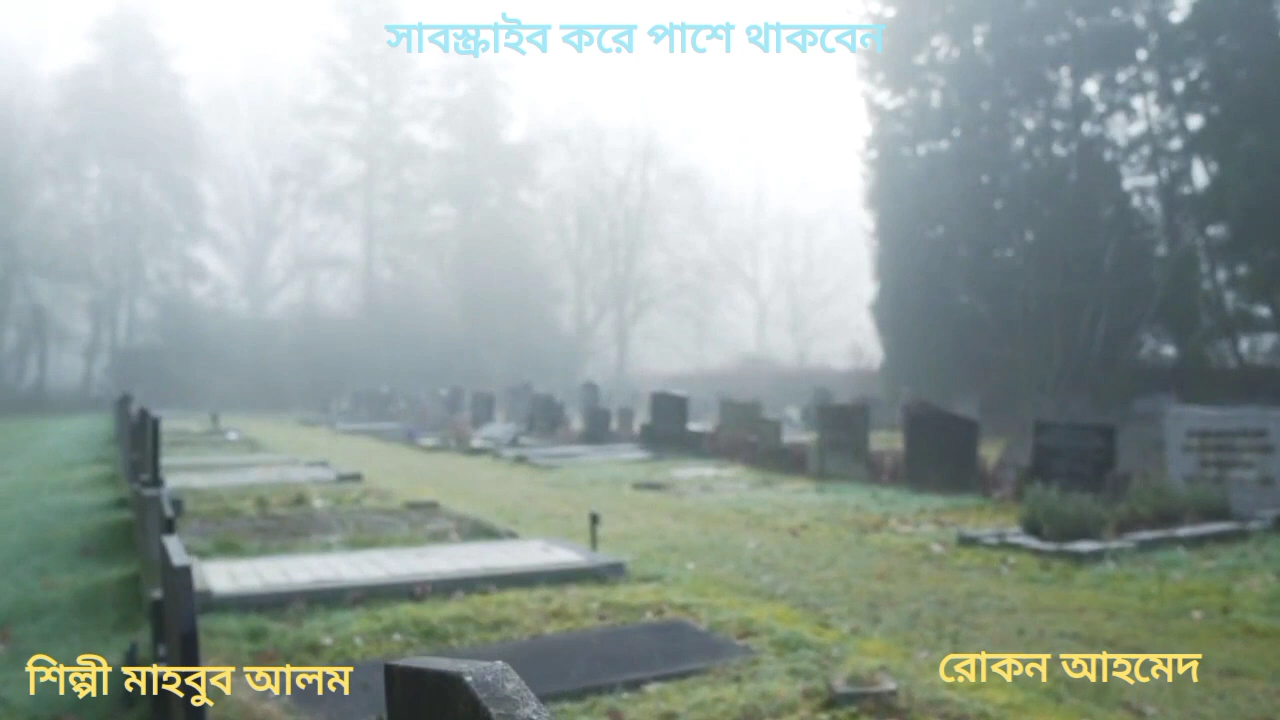 সাবস্ক্রাইব করে পাশে থাকবেন
শিল্পী মাহবুব আলম
রোকন আহমেদ